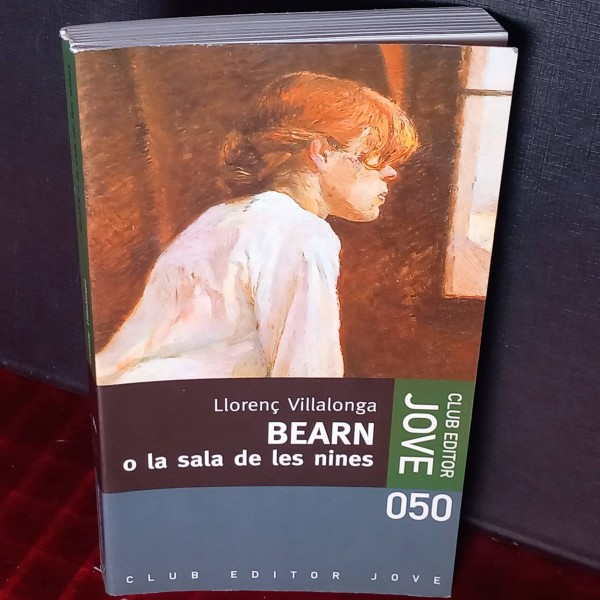 Llorenç Villalonga
BEARN
o la sala de les nines
CLUB EDITOR
JOVE
050
CLUB EDITOR JOVE